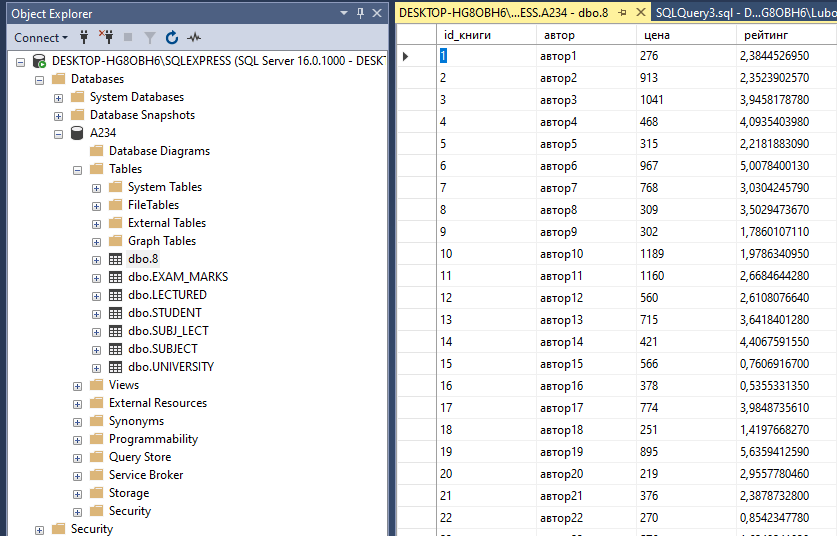 Object Explorer
Connect
DESKTOP-HG8OBH6\SQLEXPRESS (SQL Server 16.0.1000 - DESKT
Databases
System Databases
Database Snapshots
A234
Database Diagrams
Tables
System Tables
FileTables
External Tables
Graph Tables
dbo.8
dbo.EXAM_MARKS
dbo.LECTURED
dbo.STUDENT
dbo.SUBJ_LECT
dbo.SUBJECT
dbo.UNIVERSITY
Views
External Resources
Synonyms
Programmability
Query Store
Service Broker
Storage
Security
Security
DESKTOP-HG8OBH6\...ESS.A234 - dbo.8 SQLQuery3.sql - D...G8OBH6\Lubo
id_книги автор цена рейтинг
1 автор1 276 2,3844526950
2 автор2 913 2,3523902570
3 автор3 1041 3,9458178780
4 автор4 468 4,0935403980
5 автор5 315 2,2181883090
6 автор6 967 5,0078400130
7 автор7 768 3,0304245790
8 автор8 309 3,5029473670
9 автор9 302 1,7860107110
10 автор10 1189 1,9786340950
11 автор11 1160 2,6684644280
12 автор12 560 2,6108076640
13 автор13 715 3,6418401280
14 автор14 421 4,4067591550
15 автор15 566 0,7606916700
16 автор16 378 0,5355331350
17 автор17 774 3,9848735610
18 автор18 251 1,4197668270
19 автор19 895 5,6359412590
20 автор20 219 2,9557780460
21 автор21 376 2,3878732800
22 автор22 270 0,8542347780